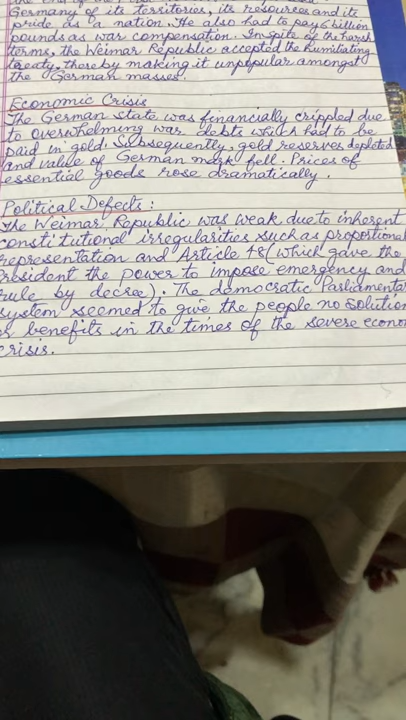 Germany of its territories, its resources and its
pride as a nation. He also had to pay 6 billion
pounds as war compensation. Inspite of the harsh
terms, the Weimar Republic accepted the humiliating
treaty, thereby making it unpopular amongst
the German masses.
Economic Crisis
The German state was financially crippled due
to overwhelming war debts which had to be
paid in gold. Subsequently, gold reserves depleted
and value of German mark fell. Prices of
essential goods rose dramatically.
Political Defects:
The Weimar Republic was weak due to inherent
constitutional irregularities such as proportional
representation and Article 48 (which gave the
President the power to impose emergency and
rule by decree). The democratic Parliamenta
system seemed to give the people no solution
or benefits in the times of the severe econo
crisis.